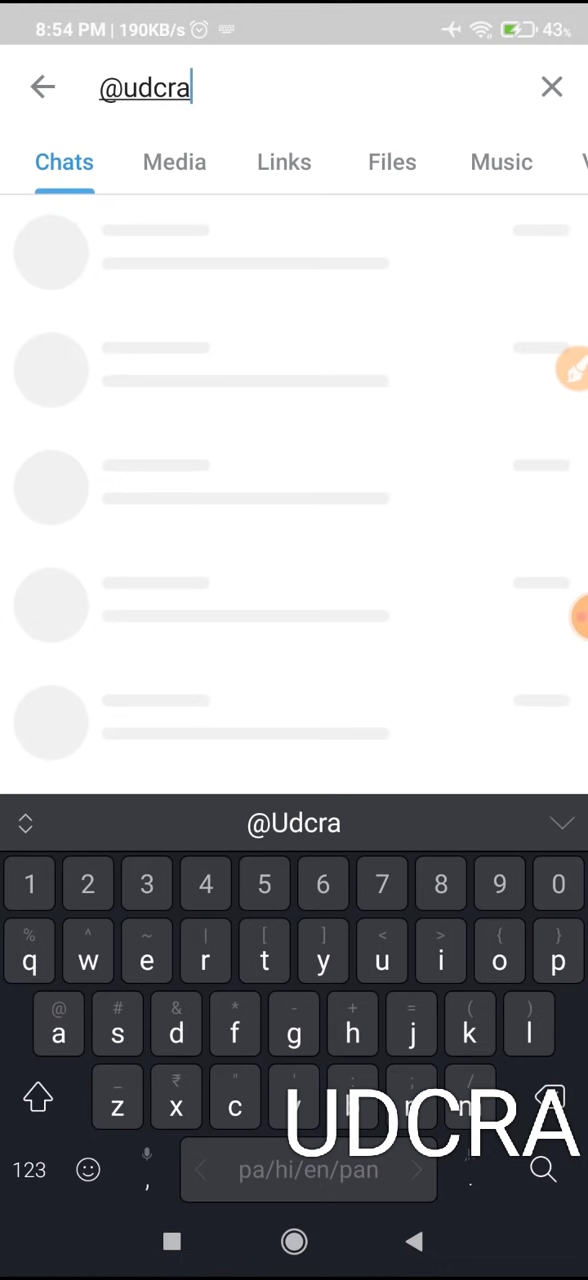 8:54 PM | 190KB/s 43%
@udcra
Chats Media Links Files Music
@Udcra
1 2 3 4 5 6 7 8 9 0
% ^ ~ | [ ] < > { }
q w e r t y u i o p
@ # & * - + = ( )
a s d f g h j k l
_ ₹ " ' : ; /
z x c v b n m
UDCRA
123 , pa/hi/en/pan .